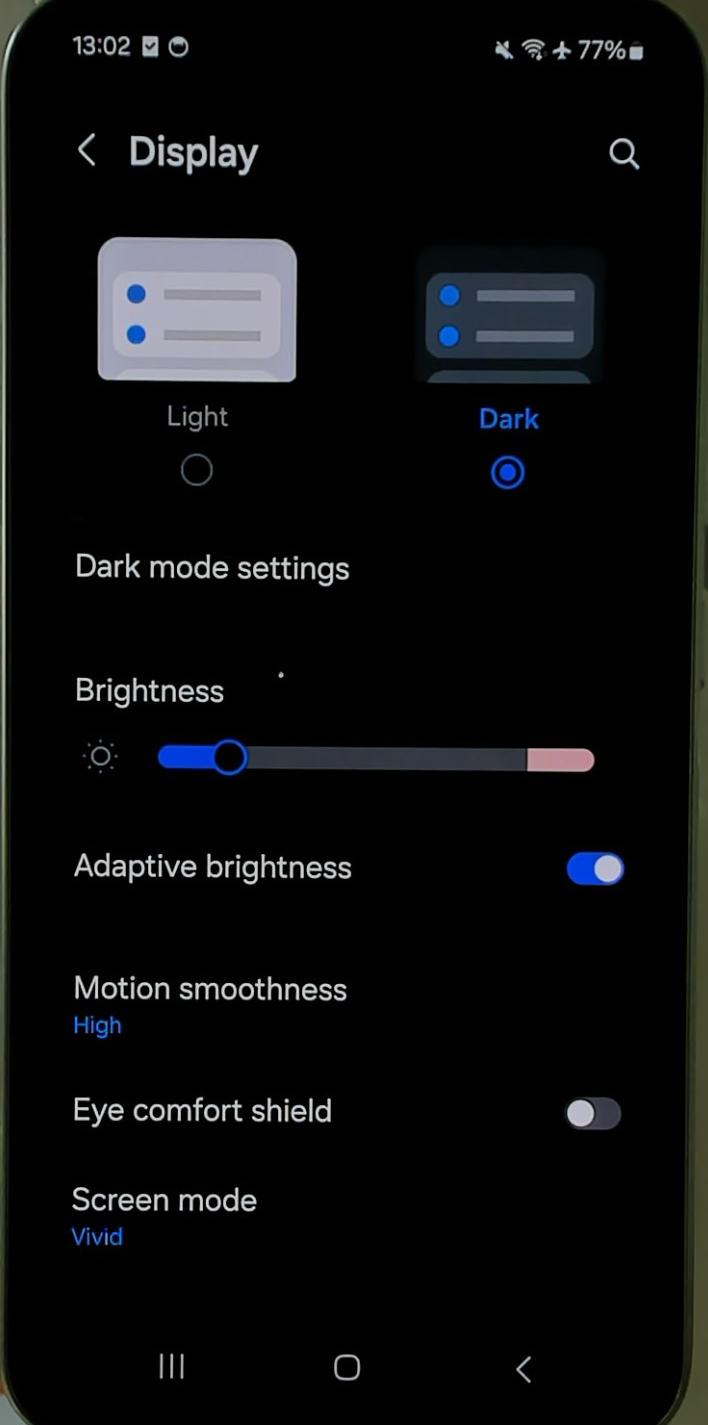 13:02
77%
Display
Light
Dark
Dark mode settings
Brightness
Adaptive brightness
Motion smoothness
High
Eye comfort shield
Screen mode
Vivid